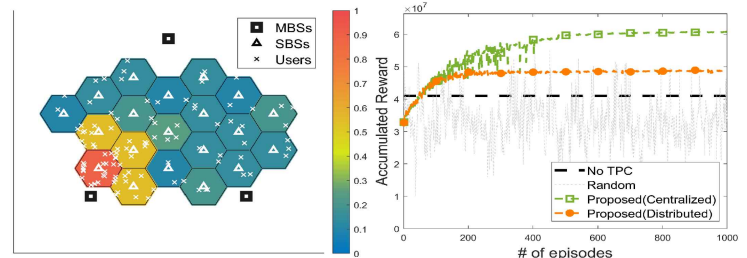 MBSs
SBSs
Users
1
0.9
0.8
0.7
0.6
0.5
0.4
0.3
0.2
0.1
0
×10⁷
Accumulated Reward
7
6
5
4
3
2
1
0
0
200
400
600
800
1000
# of episodes
No TPC
Random
Proposed(Centralized)
Proposed(Distributed)